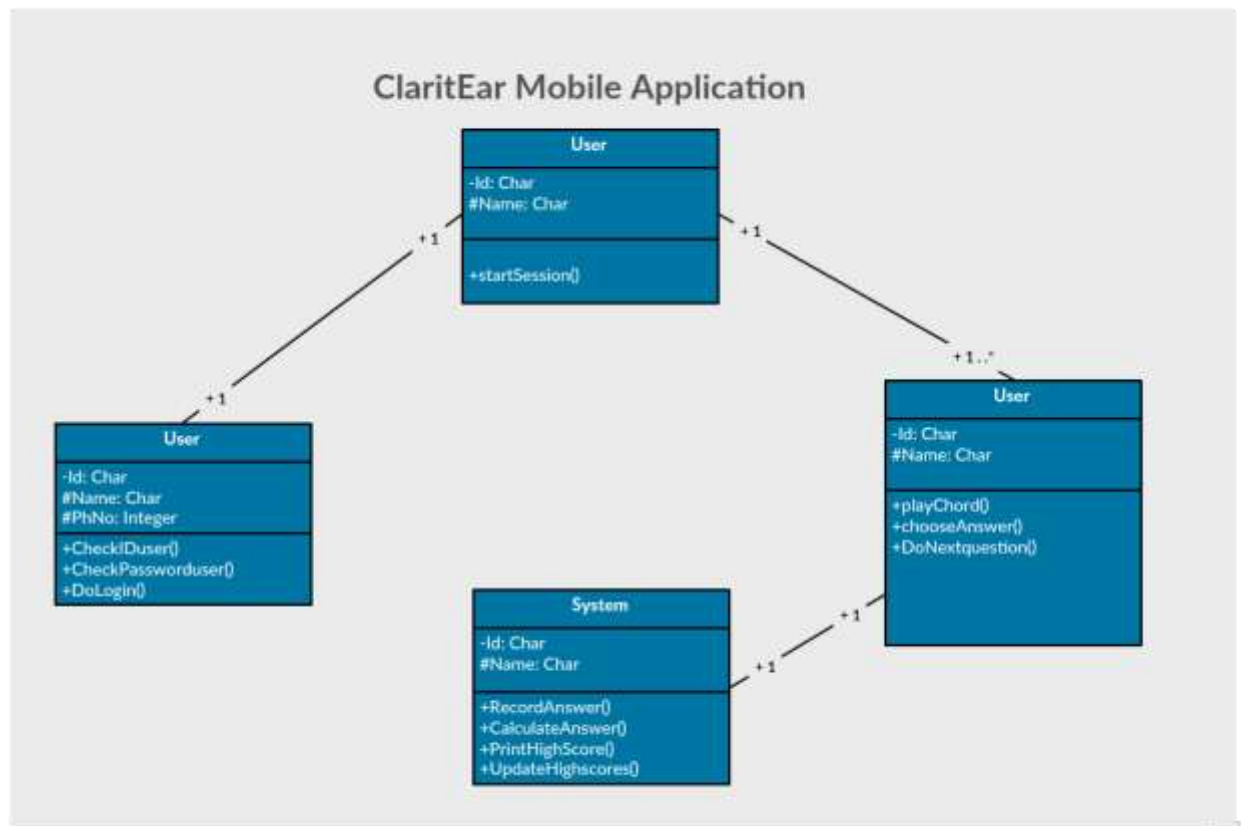 ClaritEar Mobile Application
User
-Id: Char
#Name: Char
+startSession()
+1
+1
+1
+1..*
User
-Id: Char
#Name: Char
#PhNo: Integer
+CheckIDuser()
+CheckPassworduser()
+DoLogin()
User
-Id: Char
#Name: Char
+playChord()
+chooseAnswer()
+DoNextquestion()
+1
+1
System
-Id: Char
#Name: Char
+RecordAnswer()
+CalculateAnswer()
+PrintHighScore()
+UpdateHighscores()